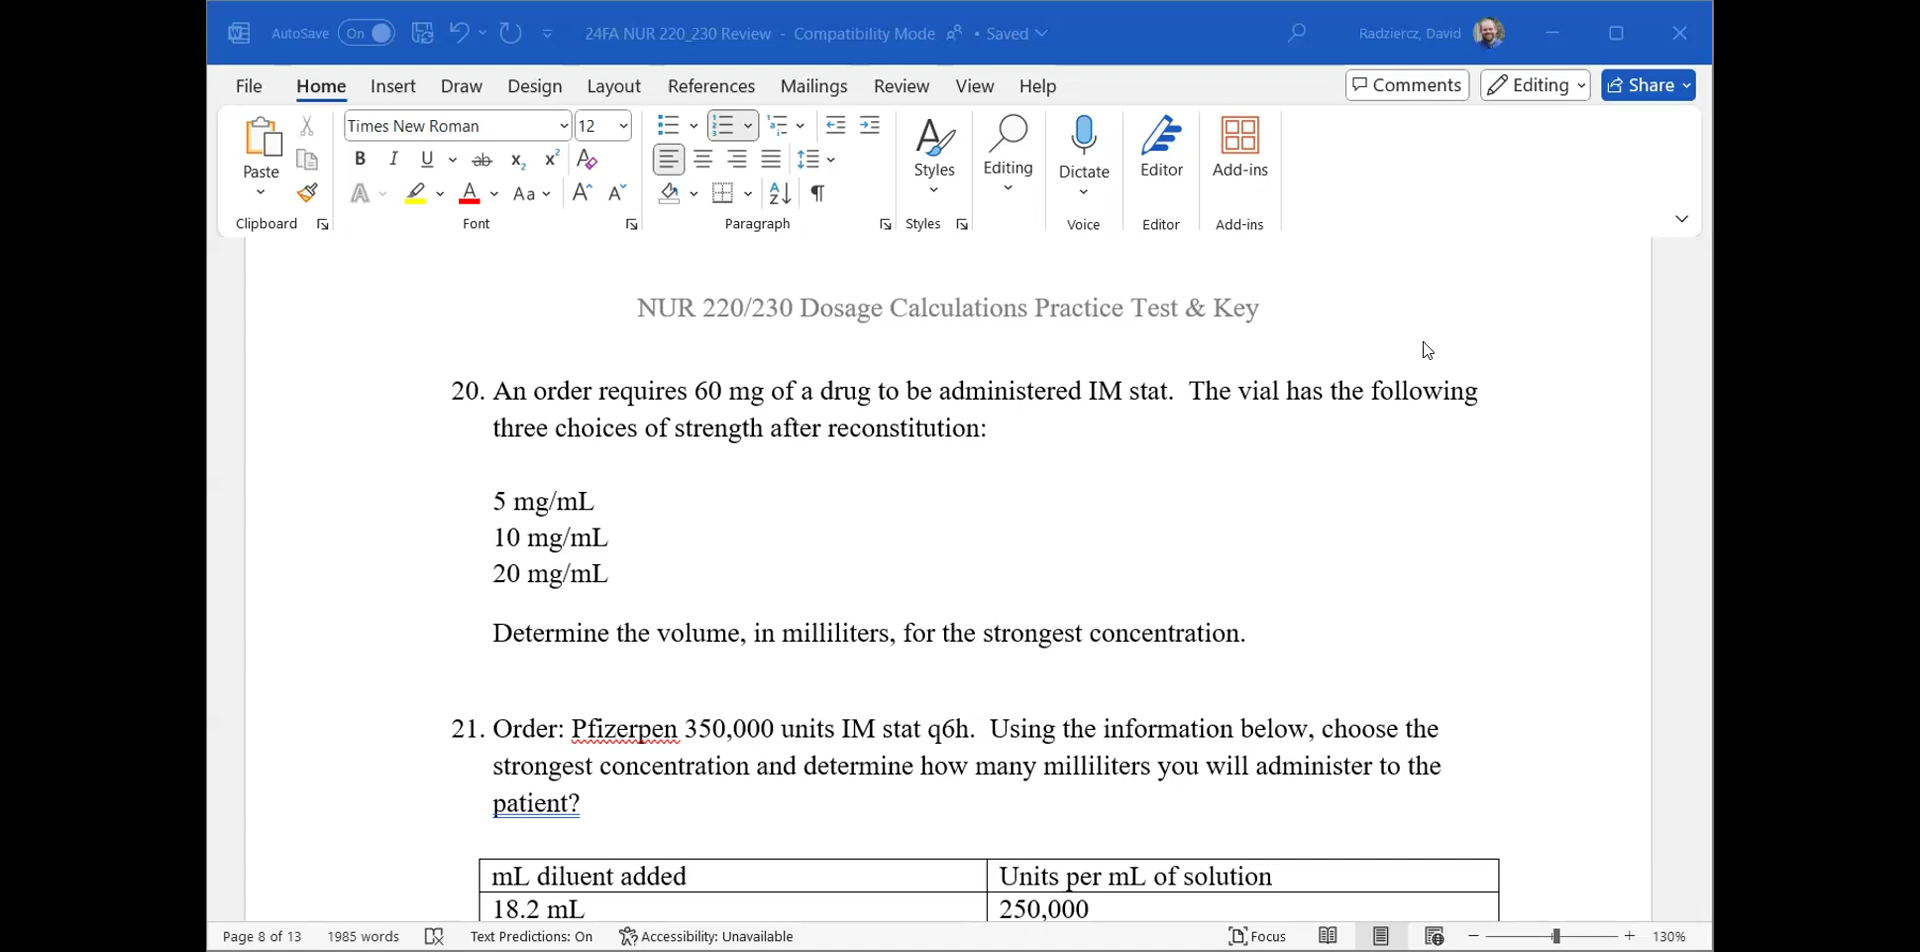 AutoSave On 24FA NUR 220_230 Review - Compatibility Mode • Saved Radziercz, David
File Home Insert Draw Design Layout References Mailings Review View Help Comments Editing Share
Paste Times New Roman 12 Styles Editing Dictate Editor Add-ins
B I U ab x₂ x² A
A A Aa A A
Clipboard Font Paragraph Styles Voice Editor Add-ins
NUR 220/230 Dosage Calculations Practice Test & Key
20. An order requires 60 mg of a drug to be administered IM stat. The vial has the following
three choices of strength after reconstitution:
5 mg/mL
10 mg/mL
20 mg/mL
Determine the volume, in milliliters, for the strongest concentration.
21. Order: Pfizerpen 350,000 units IM stat q6h. Using the information below, choose the
strongest concentration and determine how many milliliters you will administer to the
patient?
mL diluent added Units per mL of solution
18.2 mL 250,000
Page 8 of 13 1985 words Text Predictions: On Accessibility: Unavailable Focus 130%